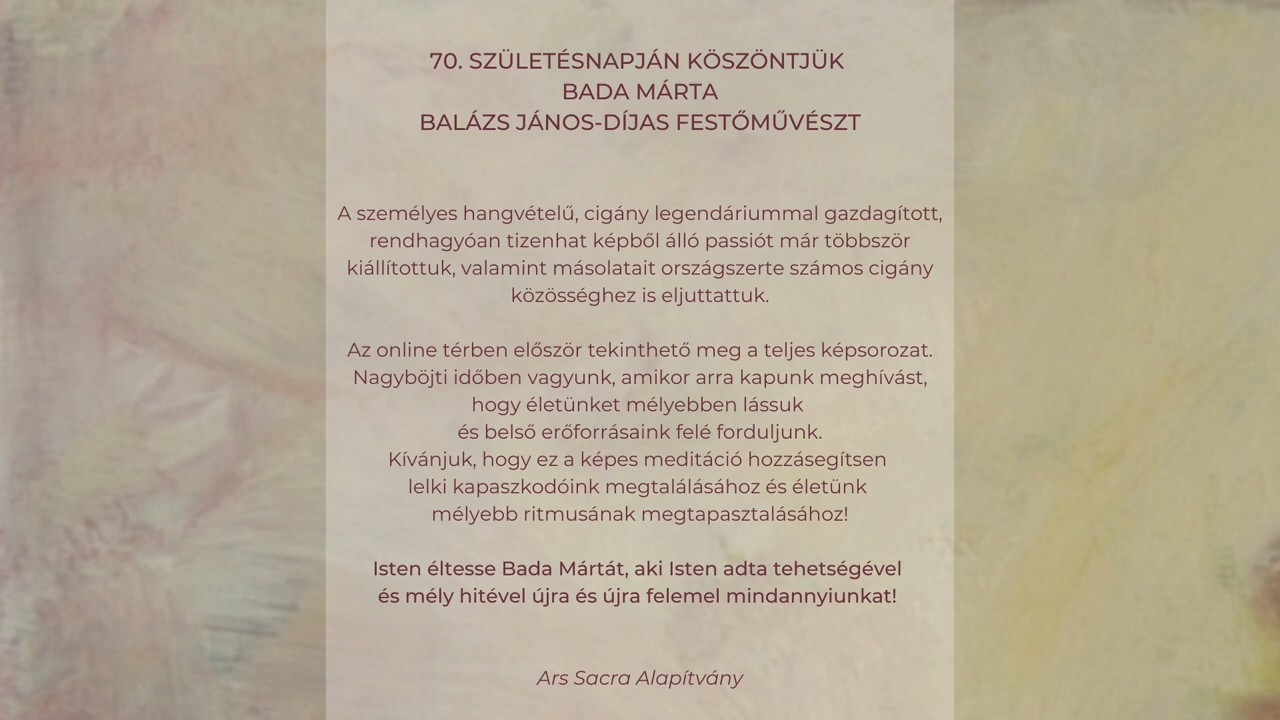 70. SZÜLETÉSNAPJÁN KÖSZÖNTJÜK
BADA MÁRTA
BALÁZS JÁNOS-DÍJAS FESTŐMŰVÉSZT
A személyes hangvételű, cigány legendáriummal gazdagított,
rendhagyóan tizenhat képből álló passiót már többször
kiállítottuk, valamint másolatait országszerte számos cigány
közösséghez is eljuttattuk.
Az online térben először tekinthető meg a teljes képsorozat.
Nagyböjti időben vagyunk, amikor arra kapunk meghívást,
hogy életünket mélyebben lássuk
és belső erőforrásaink felé forduljunk.
Kívánjuk, hogy ez a képes meditáció hozzásegítsen
lelki kapaszkodóink megtalálásához és életünk
mélyebb ritmusának megtapasztalásához!
Isten éltesse Bada Mártát, aki Isten adta tehetségével
és mély hitével újra és újra felemel mindannyiunkat!
Ars Sacra Alapítvány